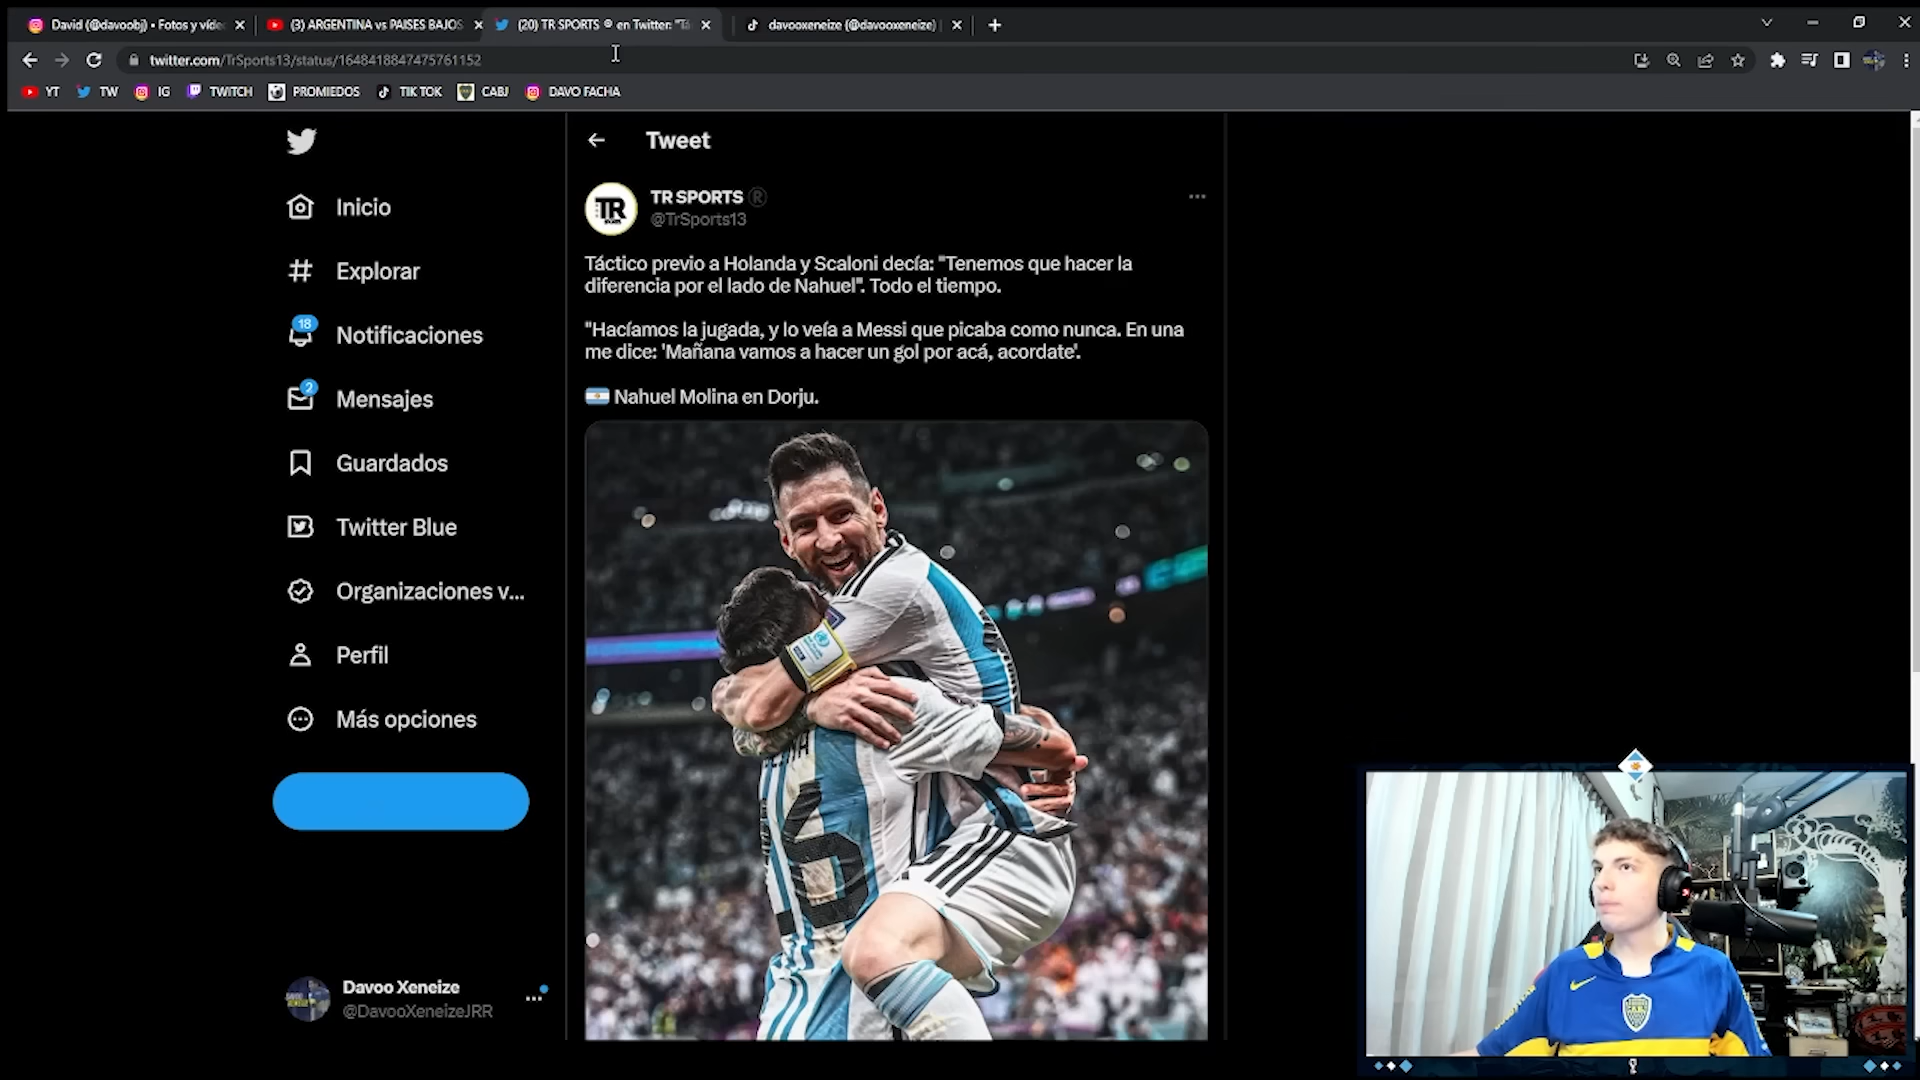 David (@davoobj) • Fotos y víde
(3) ARGENTINA vs PAISES BAJOS
(20) TR SPORTS ® en Twitter: "Tá
davooxeneize (@davooxeneize)
twitter.com/TrSports13/status/1648418847475761152
YT
TW
IG
TWITCH
PROMIEDOS
TIK TOK
CABJ
DAVO FACHA
Tweet
Inicio
Explorar
18
Notificaciones
2
Mensajes
Guardados
Twitter Blue
Organizaciones v...
Perfil
Más opciones
Davoo Xeneize
@DavooXeneizeJRR
TR
TR SPORTS ®
@TrSports13
Táctico previo a Holanda y Scaloni decía: "Tenemos que hacer la
diferencia por el lado de Nahuel". Todo el tiempo.
"Hacíamos la jugada, y lo veía a Messi que picaba como nunca. En una
me dice: 'Mañana vamos a hacer un gol por acá, acordate'.
Nahuel Molina en Dorju.